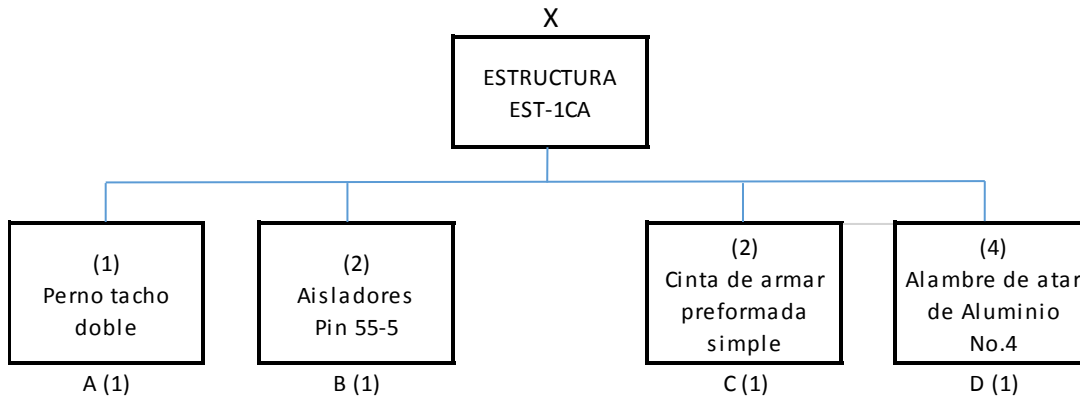 X
ESTRUCTURA
EST-1CA
(1)
Perno tacho
doble
A (1)
(2)
Aisladores
Pin 55-5
B (1)
(2)
Cinta de armar
preformada
simple
C (1)
(4)
Alambre de atar
de Aluminio
No.4
D (1)